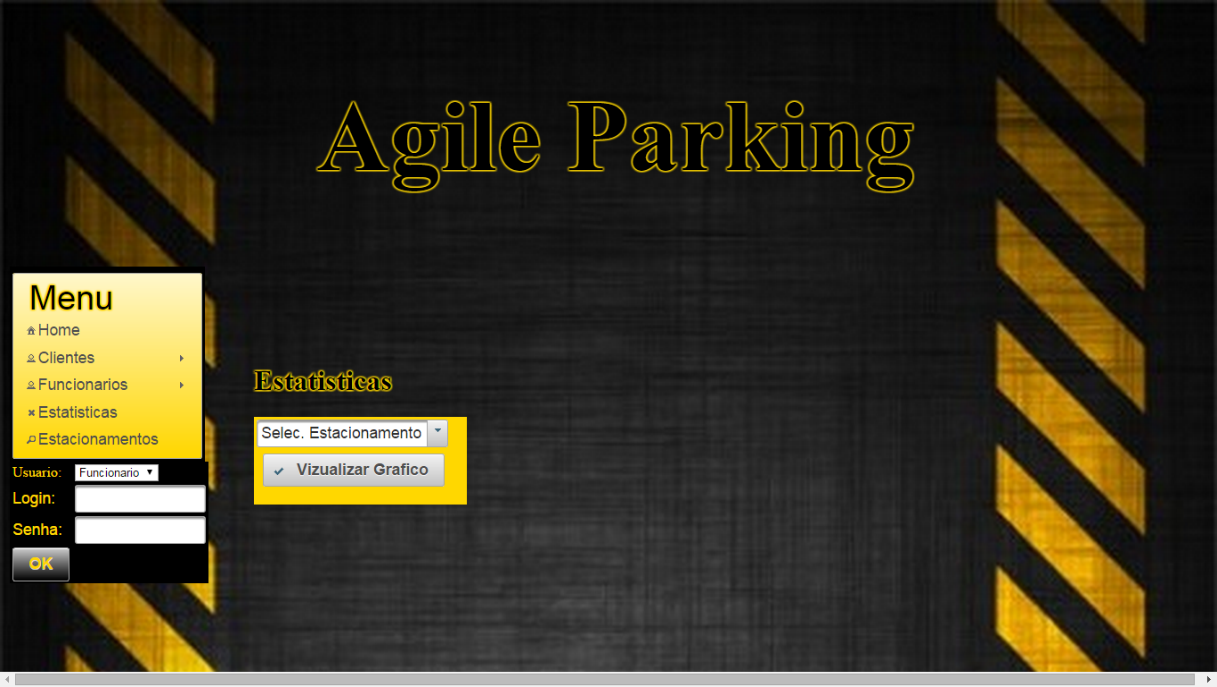 Agile Parking
Menu
Home
Clientes
Funcionarios
Estatisticas
Estacionamentos
Usuario: Funcionario
Login:
Senha:
OK
Estatisticas
Selec. Estacionamento
Vizualizar Grafico